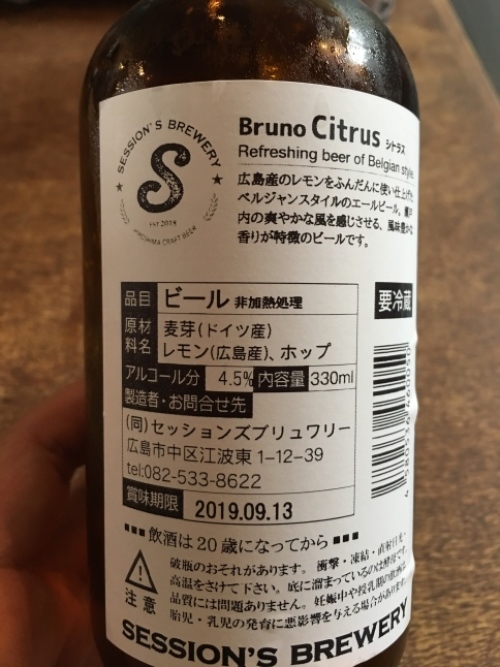 SESSION'S BREWERY
S
HIROSHIMA CRAFT BEER
Bruno Citrus シトラス
Refreshing beer of Belgian style
広島産のレモンをふんだんに使い仕上げた
ベルジャンスタイルのエールビール。瀬戸
内の爽やかな風を感じさせる、風味豊かな
香りが特徴のビールです。
品目 ビール 非加熱処理
要冷蔵
原材料名 麦芽(ドイツ産)
レモン(広島産)、ホップ
アルコール分 4.5% 内容量 330ml
製造者・お問合せ先
(同)セッションズブリュワリー
広島市中区江波東 1-12-39
tel:082-533-8622
賞味期限 2019.09.13
■■■飲酒は20歳になってから■■■
注意
破瓶のおそれがあります。衝撃・凍結・直射日光・
高温をさけて下さい。底に溜まっているのは酵母です。
品質には問題ありません。妊娠中や授乳期の飲酒は、
胎児・乳児の発育に悪影響を与える場合があります。
SESSION'S BREWERY